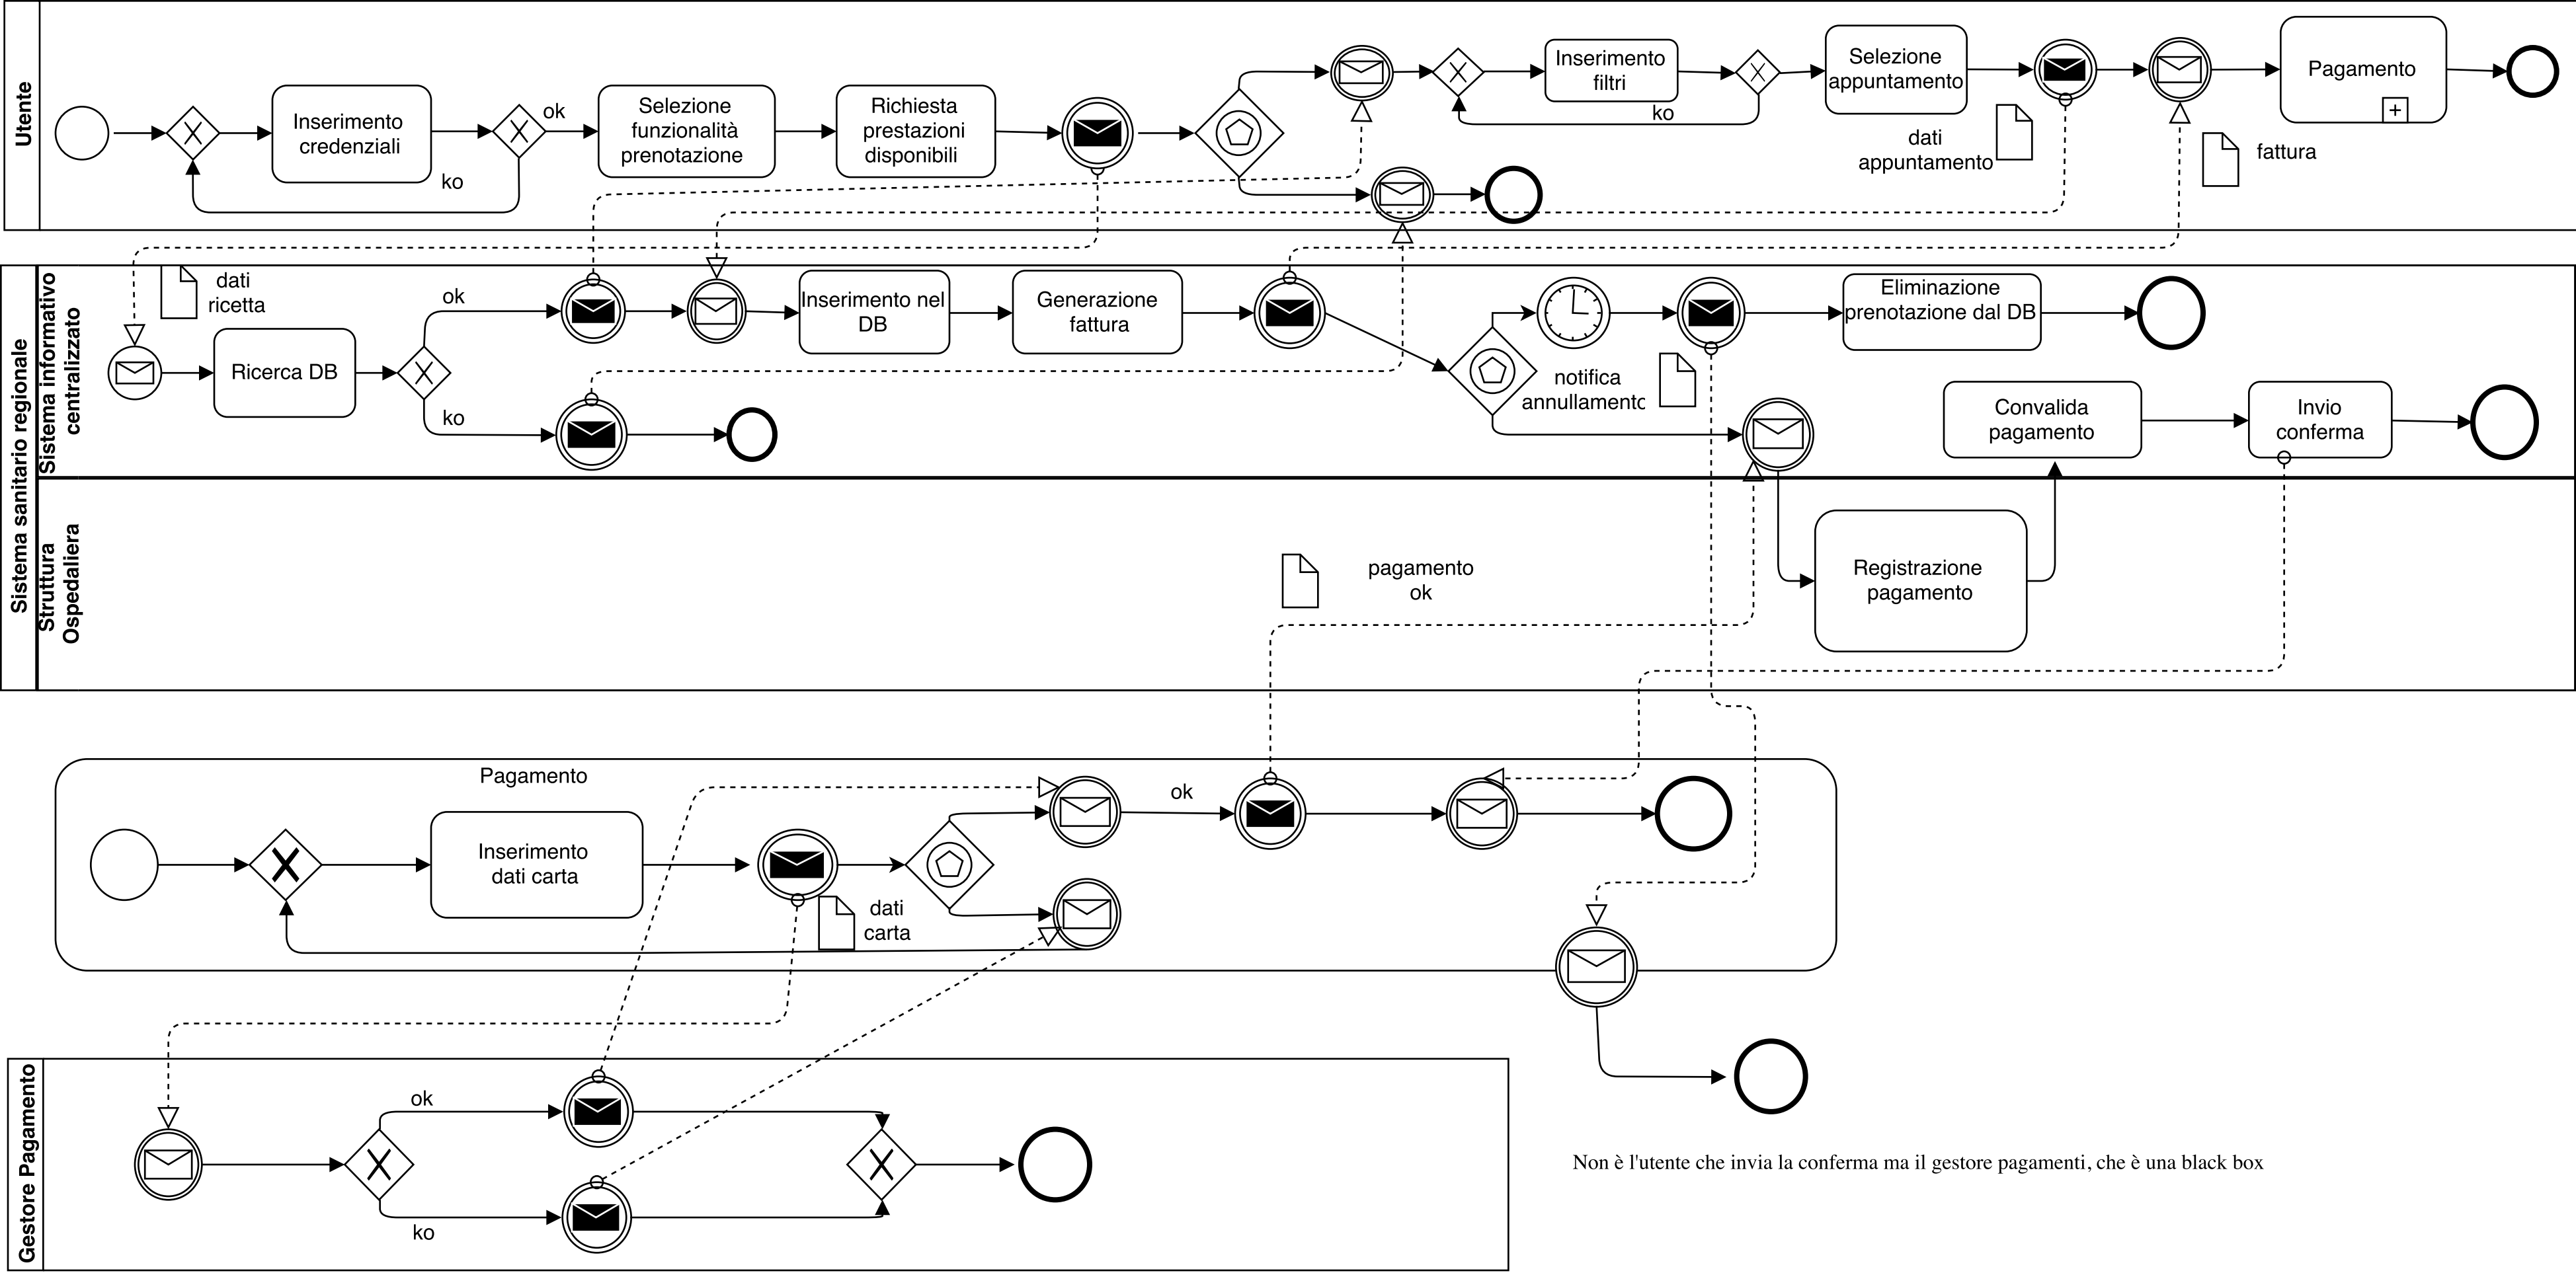 Utente
Inserimento
credenziali
ok
ko
Selezione
funzionalità
prenotazione
Richiesta
prestazioni
disponibili
Inserimento
filtri
ko
Selezione
appuntamento
dati
appuntamento
fattura
Pagamento
Sistema sanitario regionale
Sistema informativo
centralizzato
dati
ricetta
Ricerca DB
ok
ko
Inserimento nel
DB
Generazione
fattura
notifica
annullamento
Eliminazione
prenotazione dal DB
Convalida
pagamento
Invio
conferma
Struttura
Ospedaliera
pagamento
ok
Registrazione
pagamento
Pagamento
Inserimento
dati carta
dati
carta
ok
Gestore Pagamento
ok
ko
Non è l'utente che invia la conferma ma il gestore pagamenti, che è una black box